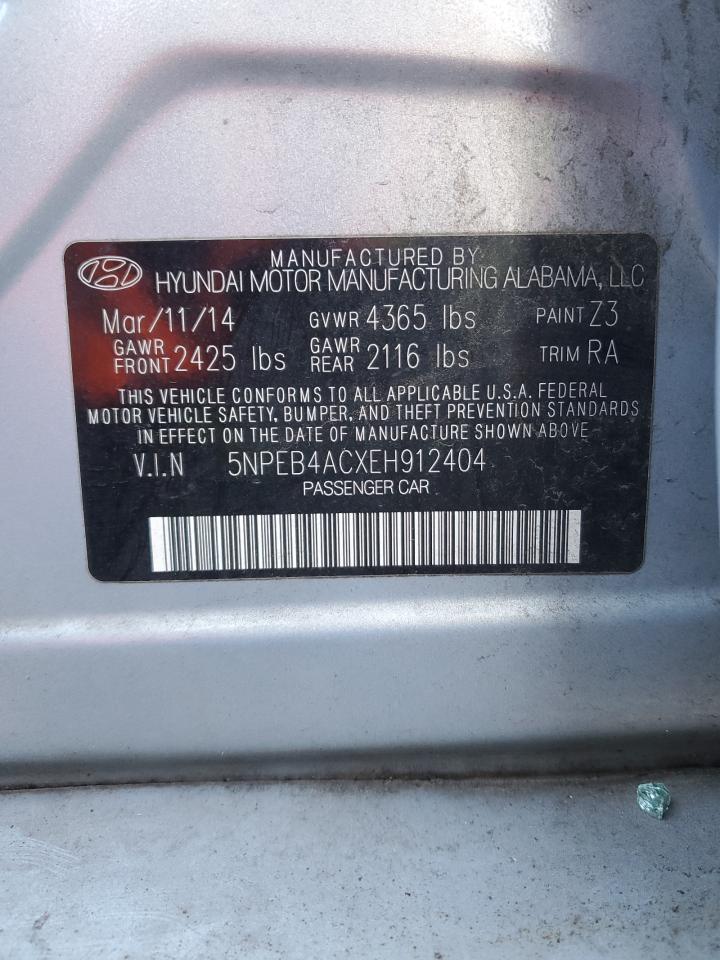 MANUFACTURED BY
HYUNDAI MOTOR MANUFACTURING ALABAMA, LLC
Mar/11/14 GVWR 4365 lbs PAINT Z3
GAWR FRONT 2425 lbs GAWR REAR 2116 lbs TRIM RA
THIS VEHICLE CONFORMS TO ALL APPLICABLE U.S.A. FEDERAL
MOTOR VEHICLE SAFETY, BUMPER, AND THEFT PREVENTION STANDARDS
IN EFFECT ON THE DATE OF MANUFACTURE SHOWN ABOVE
V.I.N 5NPEB4ACXEH912404
PASSENGER CAR